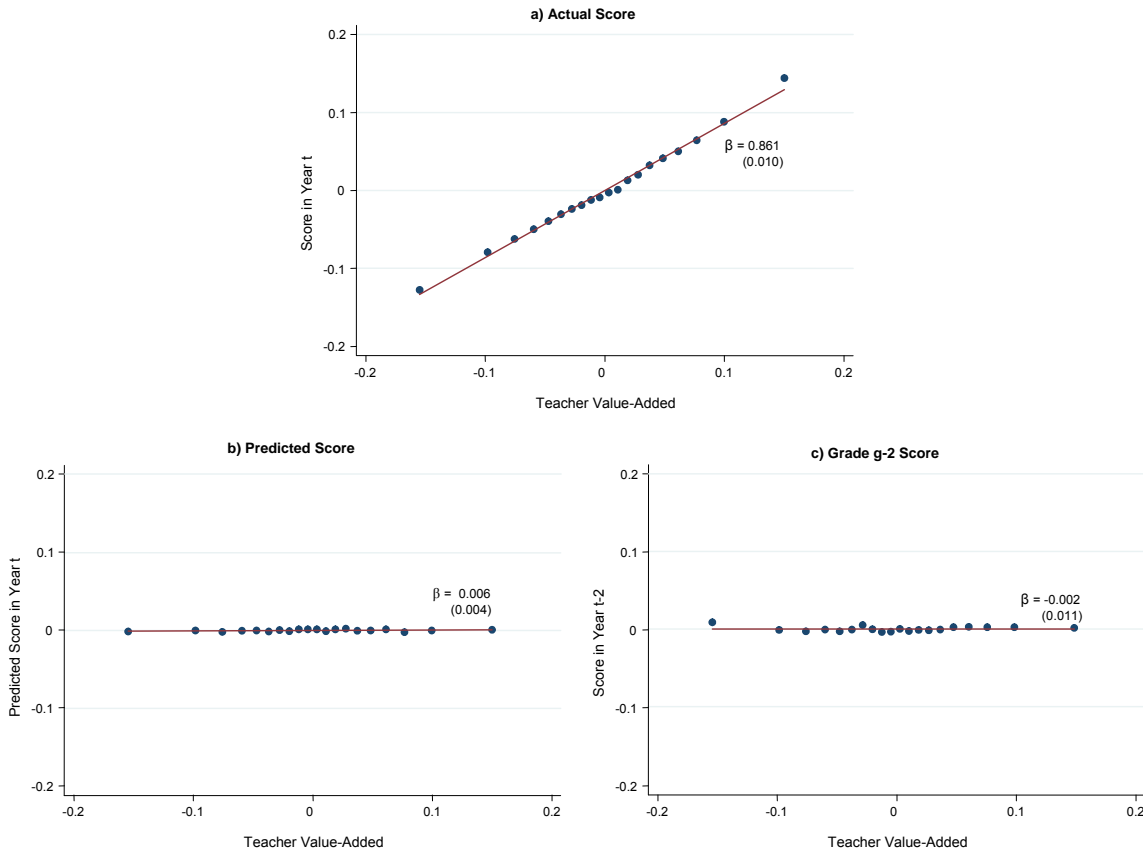 a) Actual Score
0.2
0.1
0
-0.1
-0.2
Score in Year t
β = 0.861
(0.010)
-0.2 -0.1 0 0.1 0.2
Teacher Value-Added
b) Predicted Score
0.2
0.1
0
-0.1
-0.2
Predicted Score in Year t
β = 0.006
(0.004)
-0.2 -0.1 0 0.1 0.2
Teacher Value-Added
c) Grade g-2 Score
0.2
0.1
0
-0.1
-0.2
Score in Year t-2
β = -0.002
(0.011)
-0.2 -0.1 0 0.1 0.2
Teacher Value-Added